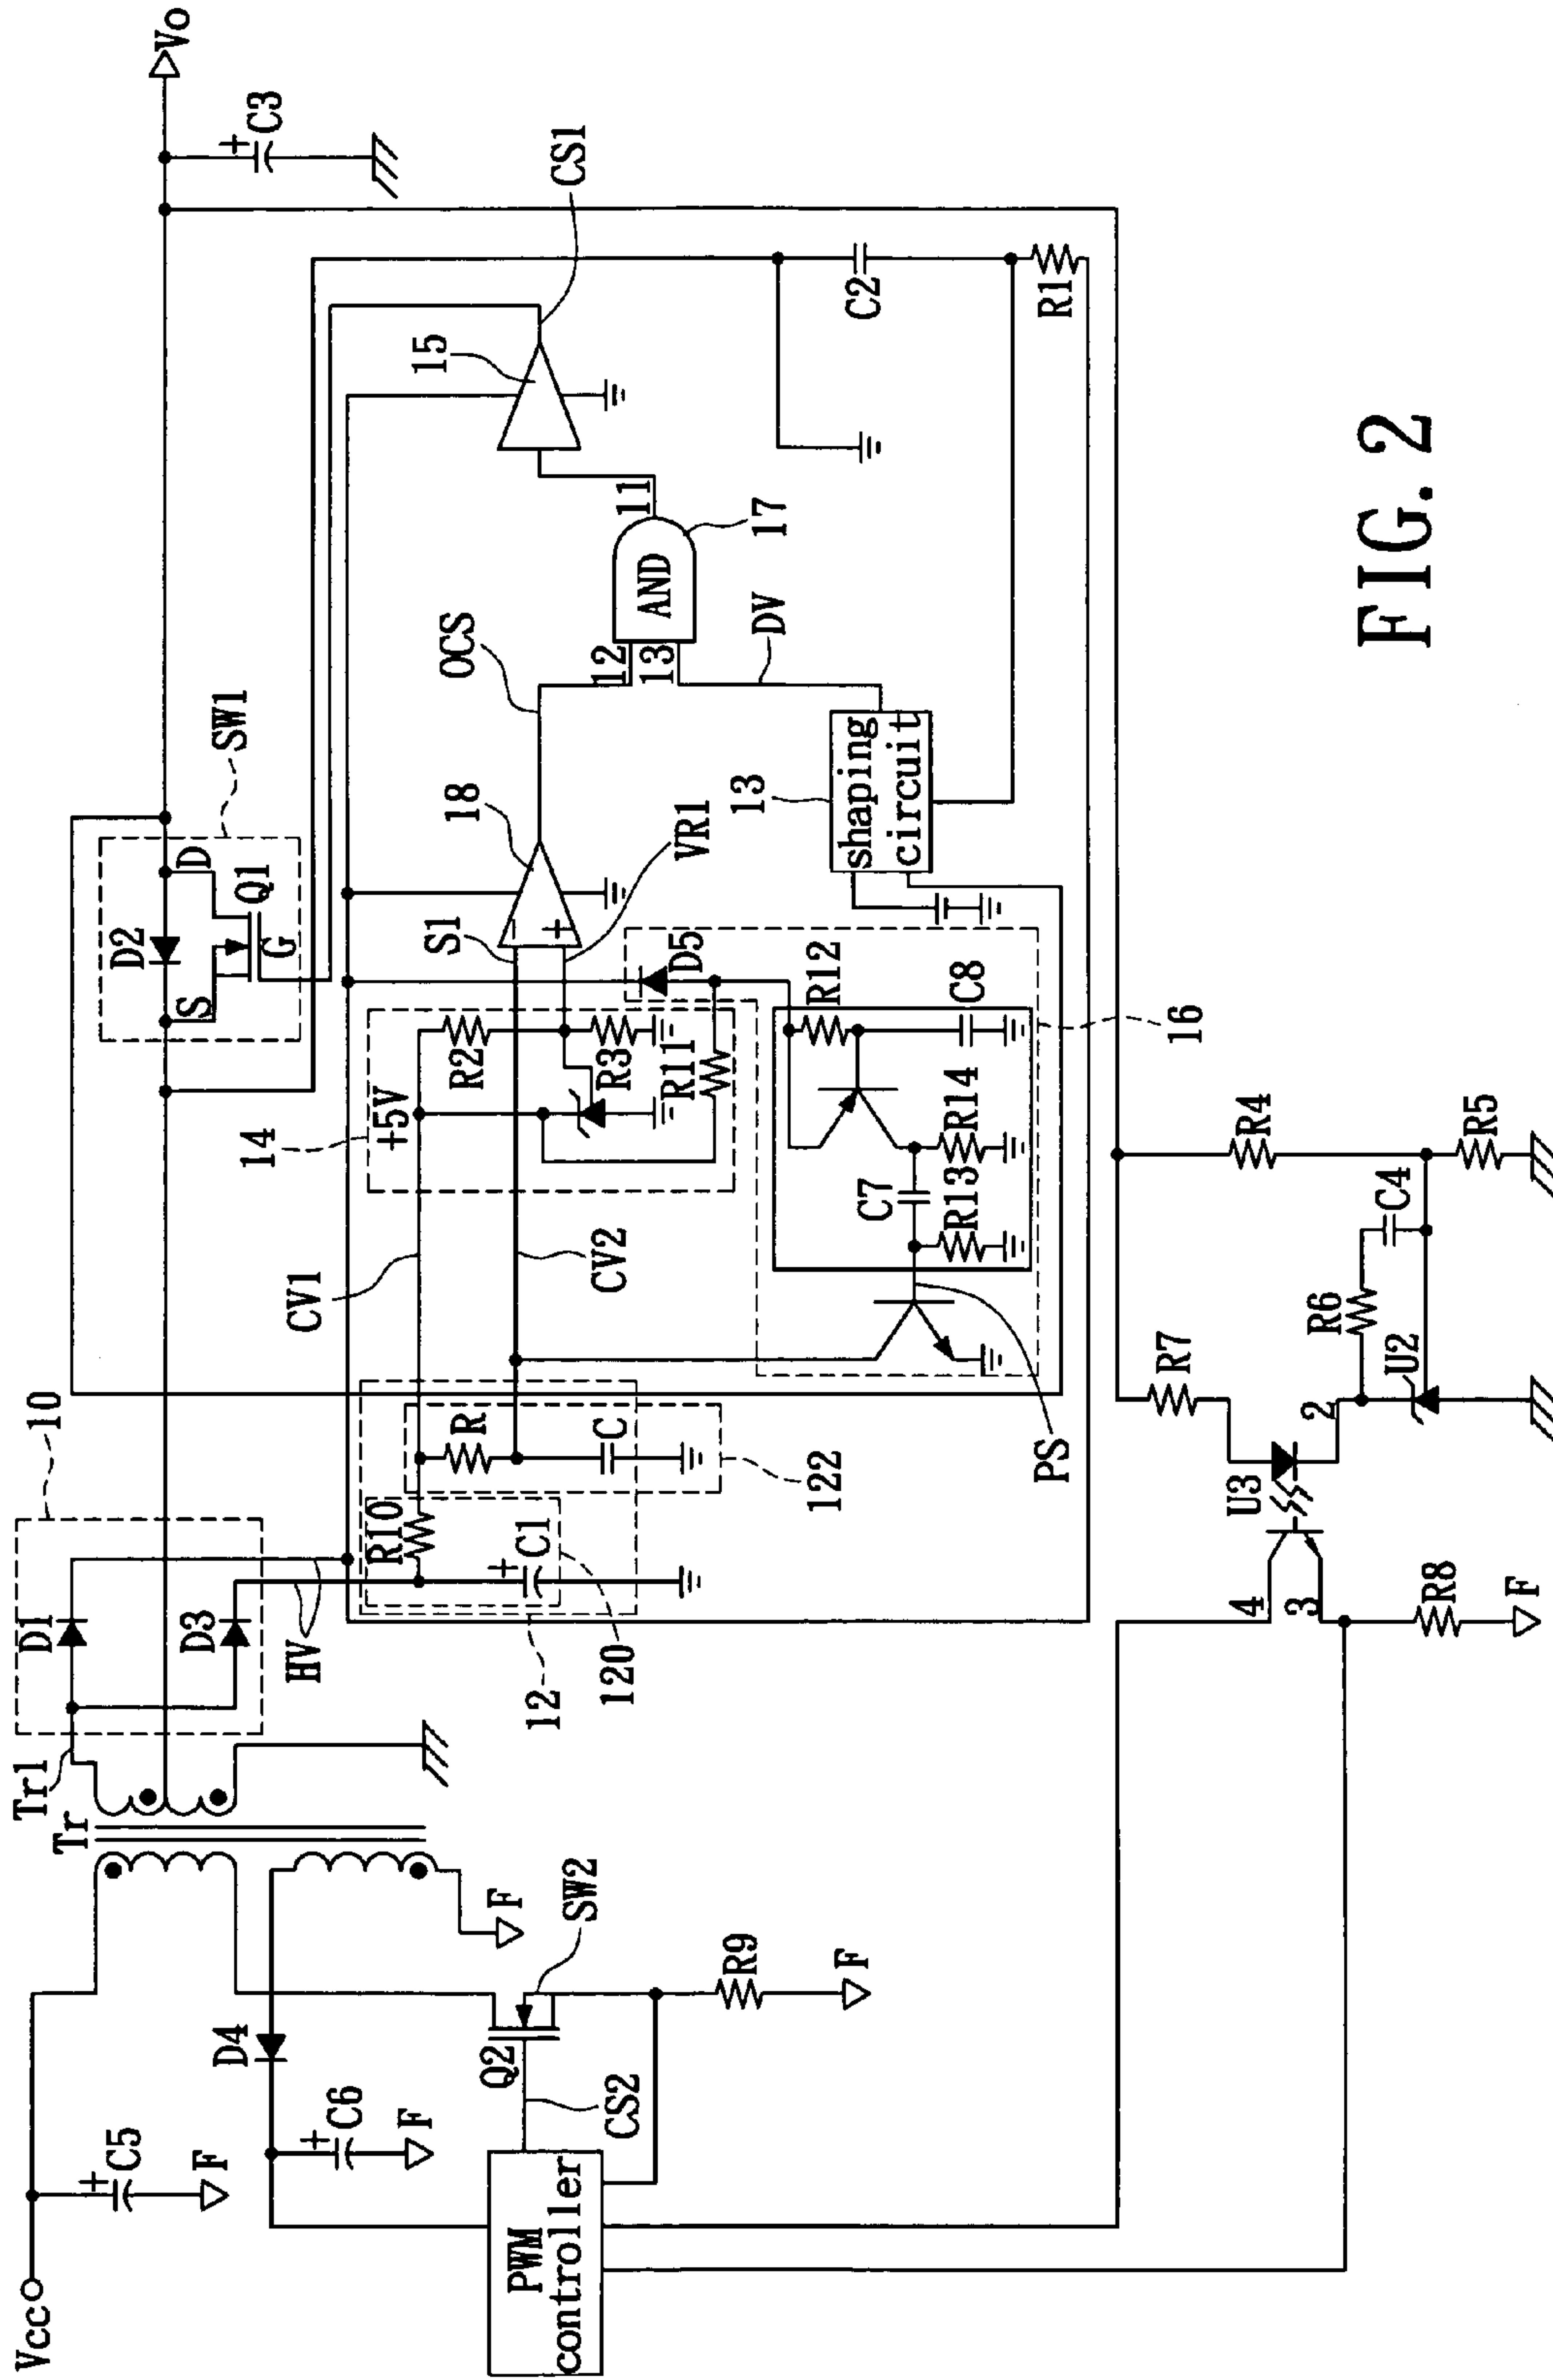 Vcc
C5
F
D4
C6
F
PWM
controller
CS2
Q2
SW2
R9
F
F
Tr
Tr1
10
D1
D3
HV
12
120
R10
C1
R
C
122
CV1
CV2
14
+5V
R2
R3
R11
S1
VR1
18
OCS
D2
S
D
G
Q1
SW1
D5
R12
C8
C7
R13
R14
16
PS
13
shaping
circuit
DV
12
13
AND
11
17
15
CS1
C2
R1
C3
Vo
U3
4
3
2
R8
F
R7
R6
C4
U2
R4
R5
FIG. 2